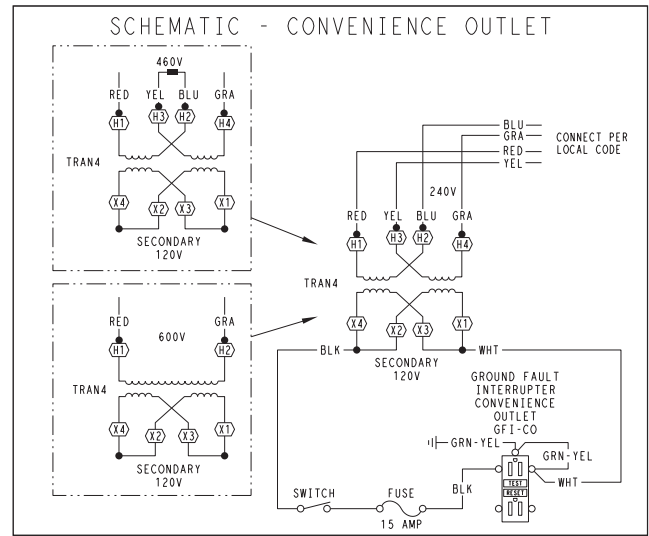 SCHEMATIC - CONVENIENCE OUTLET
460V
RED YEL BLU GRA
H1 H3 H2 H4
TRAN4
X4 X2 X3 X1
SECONDARY
120V
RED GRA
600V
H1 H2
TRAN4
X4 X2 X3 X1
SECONDARY
120V
BLU
GRA
RED
YEL
CONNECT PER
LOCAL CODE
240V
RED YEL BLU GRA
H1 H3 H2 H4
TRAN4
X4 X2 X3 X1
BLK
WHT
SECONDARY
120V
GROUND FAULT
INTERRUPTER
CONVENIENCE
OUTLET
GFI-CO
GRN-YEL
GRN-YEL
TEST
RESET
WHT
BLK
SWITCH
FUSE
15 AMP